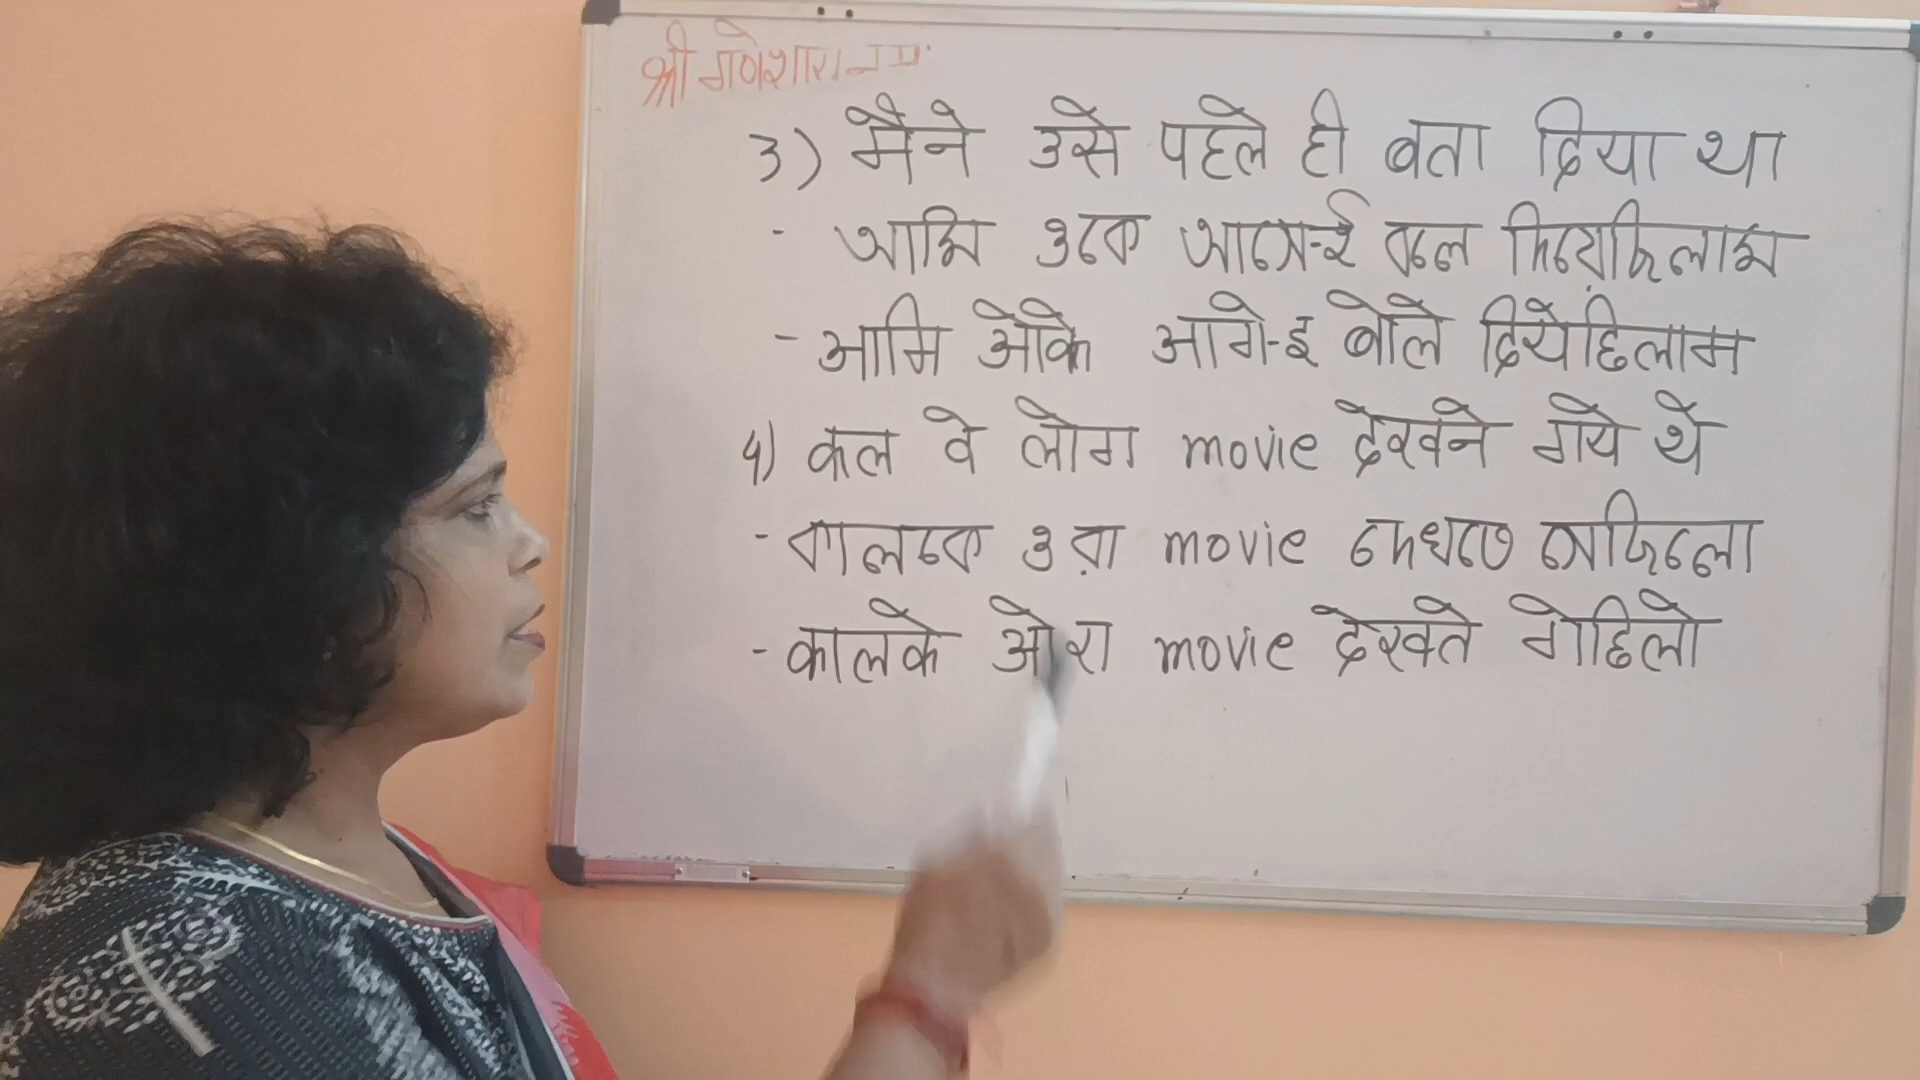 श्री गणेशाय नमः
3) मैने उसे पहले ही बता दिया था
- আমি ওকে আগে-ই বলে দিয়েছিলাম
- आमि ओके आगे-इ बोले दियेछिलाम
4) कल वे लोग movie देखने गये थे
- কালকে ওরা movie দেখতে গেছিলো
- कालके ओरा movie देखते गेछिलो